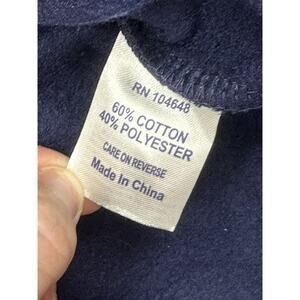 RN 104648
60% COTTON
40% POLYESTER
CARE ON REVERSE
Made In China